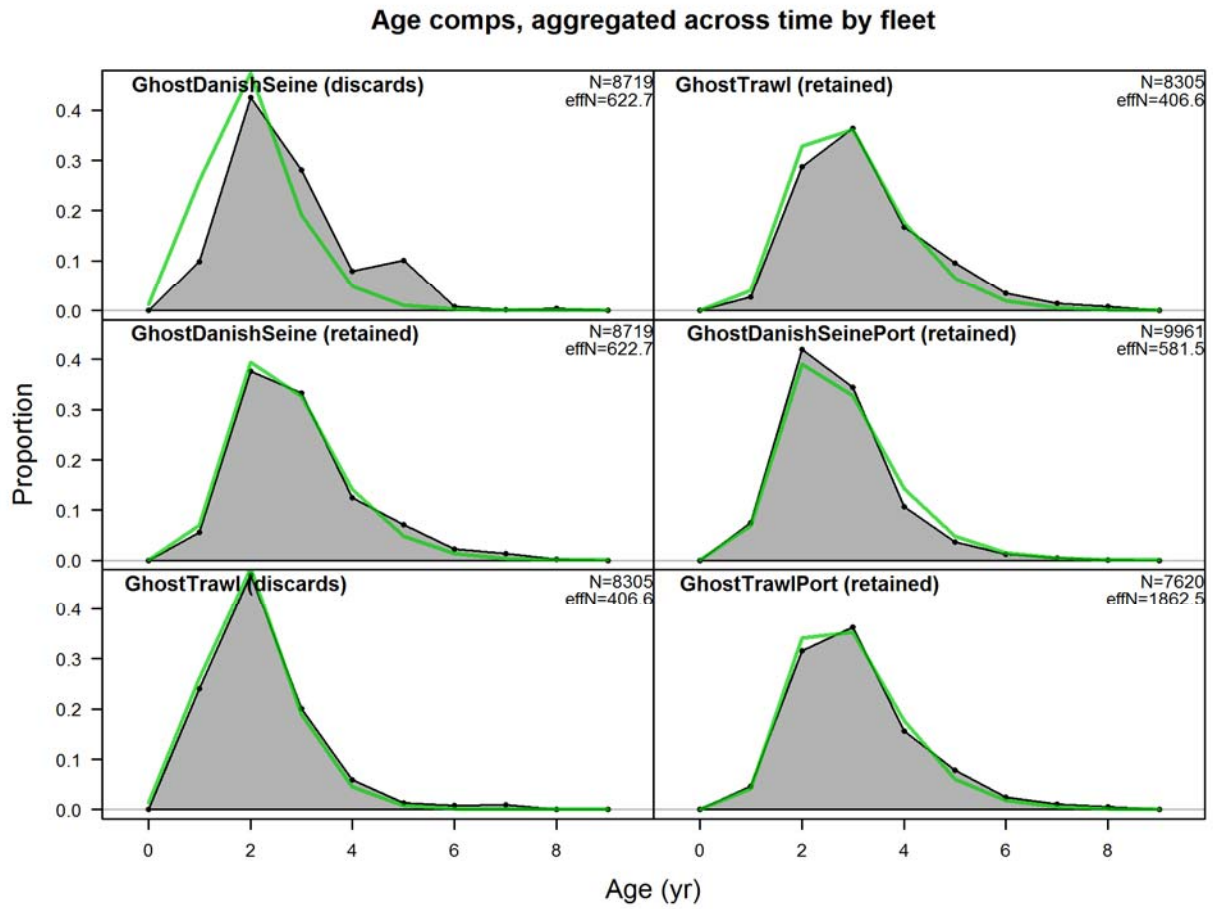 Age comps, aggregated across time by fleet
GhostDanishSeine (discards)
N=8719
effN=622.7
GhostTrawl (retained)
N=8305
effN=406.6
0.4
0.3
0.2
0.1
0.0
GhostDanishSeine (retained)
N=8719
effN=622.7
GhostDanishSeinePort (retained)
N=9961
effN=581.5
0.4
0.3
0.2
0.1
0.0
GhostTrawl (discards)
N=8305
effN=406.6
GhostTrawlPort (retained)
N=7620
effN=1862.5
0.4
0.3
0.2
0.1
0.0
Proportion
0 2 4 6 8
0 2 4 6 8
Age (yr)